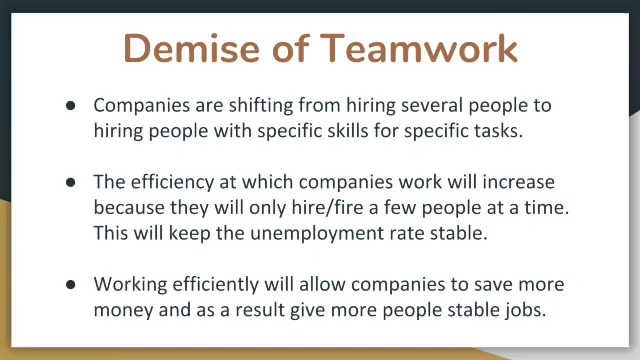 Demise of Teamwork
● Companies are shifting from hiring several people to
hiring people with specific skills for specific tasks.
● The efficiency at which companies work will increase
because they will only hire/fire a few people at a time.
This will keep the unemployment rate stable.
● Working efficiently will allow companies to save more
money and as a result give more people stable jobs.